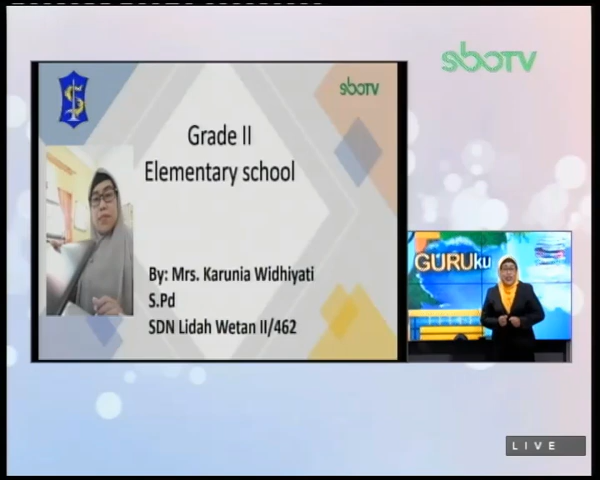 sboTV
sboTV
Grade II
Elementary school
By: Mrs. Karunia Widhiyati
S.Pd
SDN Lidah Wetan II/462
GURUku
LIVE